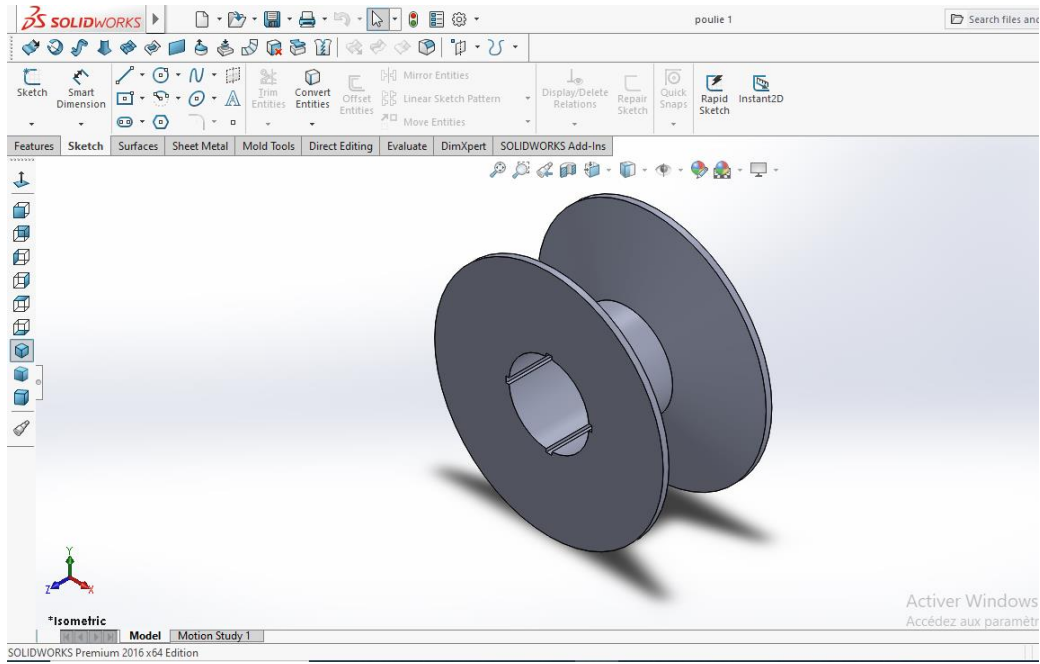 SOLIDWORKS
poulie 1
Search files and
Sketch
Smart Dimension
Trim Entities
Convert Entities
Offset Entities
Mirror Entities
Linear Sketch Pattern
Move Entities
Display/Delete Relations
Repair Sketch
Quick Snaps
Rapid Sketch
Instant2D
Features Sketch Surfaces Sheet Metal Mold Tools Direct Editing Evaluate DimXpert SOLIDWORKS Add-Ins
Y
Z
X
*Isometric
Activer Windows
Accédez aux paramètr
Model Motion Study 1
SOLIDWORKS Premium 2016 x64 Edition